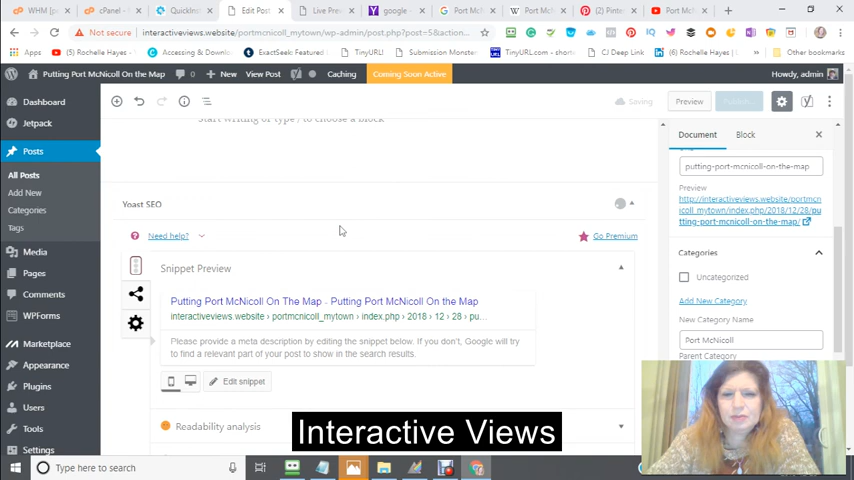 WHM [p
cPanel - 
QuickIns
Edit Post
Live Prev
google - 
Port McN
Port McN
(2) Pinte
Port McN
Not secure
interactiveviews.website/portmcnicoll_mytown/wp-admin/post.php?post=5&action...
Apps
(1) Rochelle Hayes
Accessing & Downl
ExactSeek: Featured
TinyURL!
Submission Monster
TinyURL.com - shor
CJ Deep Link
(6) Rochelle Hayes |
Other bookmarks
Putting Port McNicoll On the Map
0
New
View Post
Caching
Coming Soon Active
Howdy, admin
Dashboard
Jetpack
Posts
All Posts
Add New
Categories
Tags
Media
Pages
Comments
WPForms
Marketplace
Appearance
Plugins
Users
Tools
Settings
Saving
Preview
Publish...
Start writing or type / to choose a block
Yoast SEO
Need help?
Go Premium
Snippet Preview
Putting Port McNicoll On The Map - Putting Port McNicoll On the Map
interactiveviews.website › portmcnicoll_mytown › index.php › 2018 › 12 › 28 › pu...
Please provide a meta description by editing the snippet below. If you don't, Google will try
to find a relevant part of your post to show in the search results.
Edit snippet
Readability analysis
Document
Block
putting-port-mcnicoll-on-the-map
Preview
http://interactiveviews.website/portmcn
icoll_mytown/index.php/2018/12/28/pu
tting-port-mcnicoll-on-the-map/
Categories
Uncategorized
Add New Category
New Category Name
Port McNicoll
Parent Category
Interactive Views
Type here to search